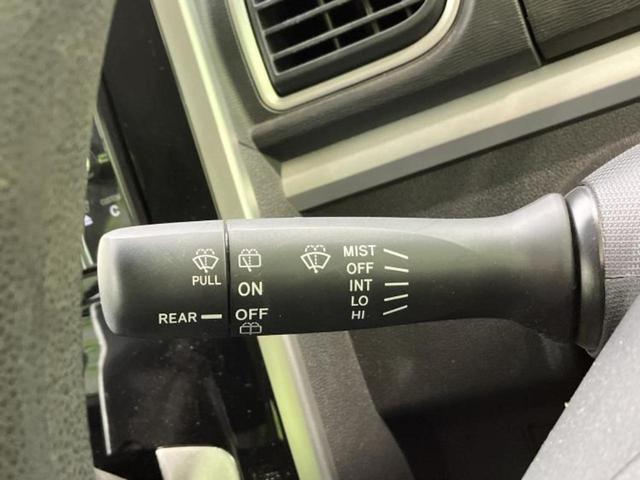 PULL
REAR
ON
OFF
MIST
OFF
INT
LO
HI
C